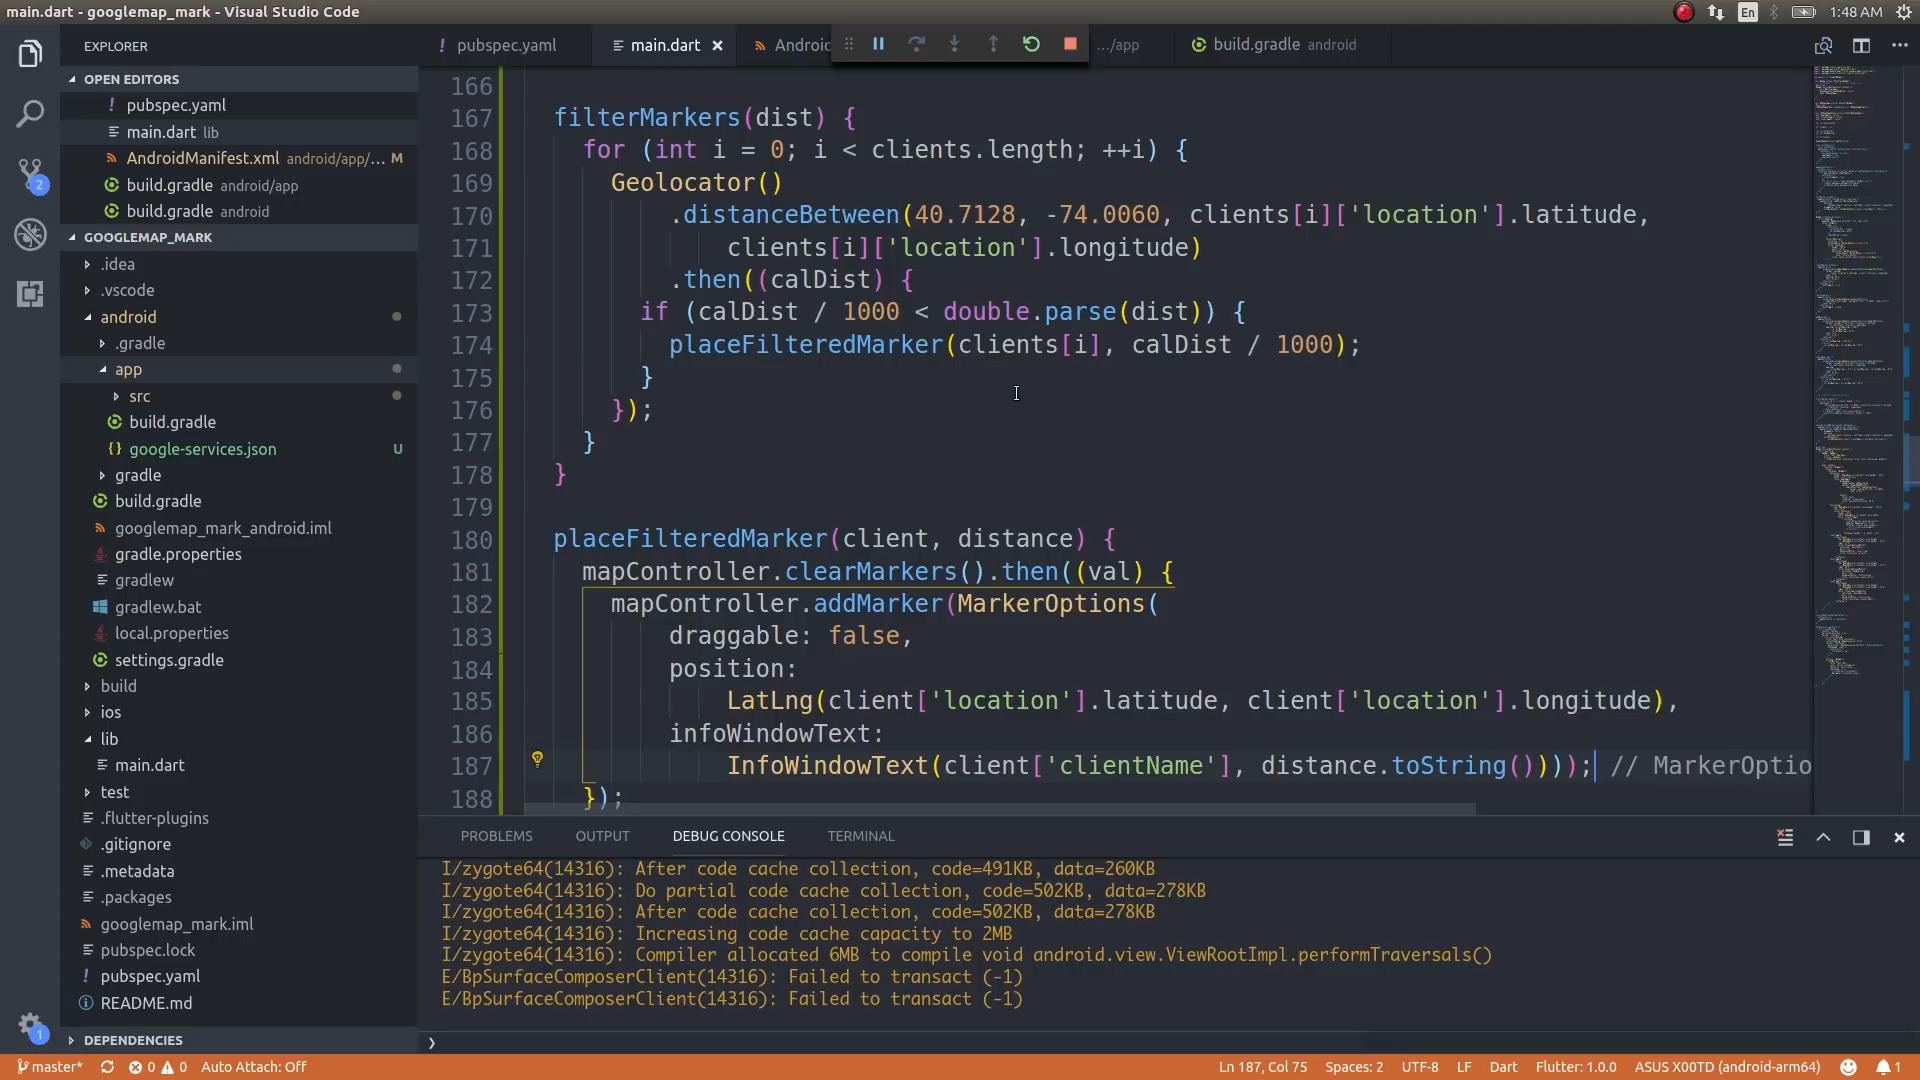 main.dart - googlemap_mark - Visual Studio Code
En
1:48 AM
EXPLORER
! pubspec.yaml
main.dart ×
Android
.../app
build.gradle android
OPEN EDITORS
! pubspec.yaml
main.dart lib
AndroidManifest.xml android/app/... M
build.gradle android/app
build.gradle android
GOOGLEMAP_MARK
.idea
.vscode
android
.gradle
app
src
build.gradle
{} google-services.json U
gradle
build.gradle
googlemap_mark_android.iml
gradle.properties
gradlew
gradlew.bat
local.properties
settings.gradle
build
ios
lib
main.dart
test
.flutter-plugins
.gitignore
.metadata
.packages
googlemap_mark.iml
pubspec.lock
! pubspec.yaml
README.md
DEPENDENCIES
2
1
166
167 filterMarkers(dist) {
168 for (int i = 0; i < clients.length; ++i) {
169 Geolocator()
170 .distanceBetween(40.7128, -74.0060, clients[i]['location'].latitude,
171 clients[i]['location'].longitude)
172 .then((calDist) {
173 if (calDist / 1000 < double.parse(dist)) {
174 placeFilteredMarker(clients[i], calDist / 1000);
175 }
176 });
177 }
178 }
179
180 placeFilteredMarker(client, distance) {
181 mapController.clearMarkers().then((val) {
182 mapController.addMarker(MarkerOptions(
183 draggable: false,
184 position:
185 LatLng(client['location'].latitude, client['location'].longitude),
186 infoWindowText:
187 InfoWindowText(client['clientName'], distance.toString()))); // MarkerOptio
188 });
PROBLEMS OUTPUT DEBUG CONSOLE TERMINAL
I/zygote64(14316): After code cache collection, code=491KB, data=260KB
I/zygote64(14316): Do partial code cache collection, code=502KB, data=278KB
I/zygote64(14316): After code cache collection, code=502KB, data=278KB
I/zygote64(14316): Increasing code cache capacity to 2MB
I/zygote64(14316): Compiler allocated 6MB to compile void android.view.ViewRootImpl.performTraversals()
E/BpSurfaceComposerClient(14316): Failed to transact (-1)
E/BpSurfaceComposerClient(14316): Failed to transact (-1)
master* 0 0 Auto Attach: Off Ln 187, Col 75 Spaces: 2 UTF-8 LF Dart Flutter: 1.0.0 ASUS X00TD (android-arm64) 1